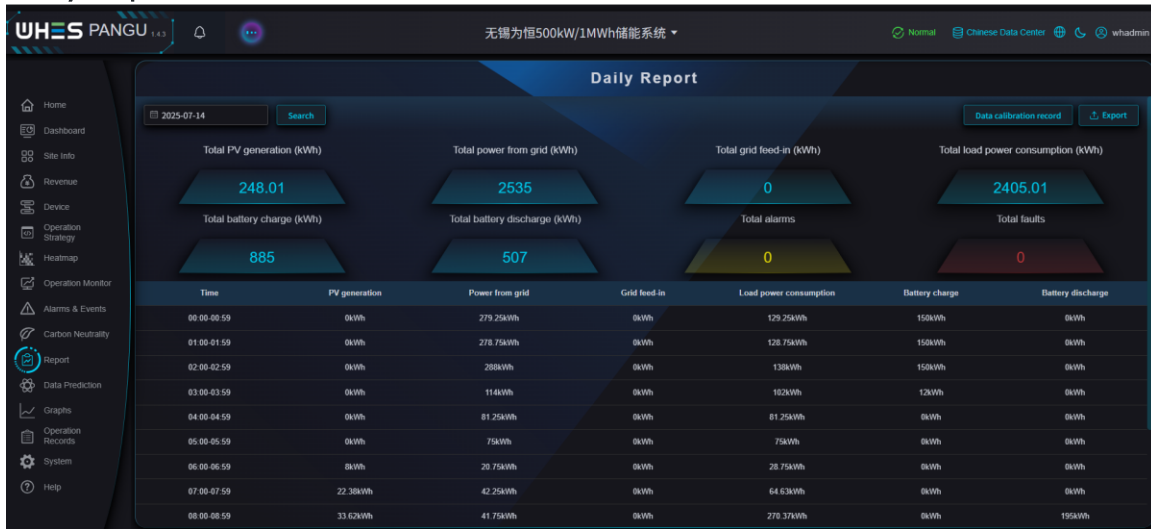 WHES PANGU 1.4.3
无锡为恒500kW/1MWh储能系统
Normal
Chinese Data Center
whadmin
Home
Dashboard
Site Info
Revenue
Device
Operation
Strategy
Heatmap
Operation Monitor
Alarms & Events
Carbon Neutrality
Report
Data Prediction
Graphs
Operation
Records
System
Help
Daily Report
2025-07-14 Search Data calibration record Export
Total PV generation (kWh) Total power from grid (kWh) Total grid feed-in (kWh) Total load power consumption (kWh)
248.01 2535 0 2405.01
Total battery charge (kWh) Total battery discharge (kWh) Total alarms Total faults
885 507 0 0
Time PV generation Power from grid Grid feed-in Load power consumption Battery charge Battery discharge
00:00-00:59 0kWh 279.25kWh 0kWh 129.25kWh 150kWh 0kWh
01:00-01:59 0kWh 278.75kWh 0kWh 128.75kWh 150kWh 0kWh
02:00-02:59 0kWh 288kWh 0kWh 138kWh 150kWh 0kWh
03:00-03:59 0kWh 114kWh 0kWh 102kWh 12kWh 0kWh
04:00-04:59 0kWh 81.25kWh 0kWh 81.25kWh 0kWh 0kWh
05:00-05:59 0kWh 75kWh 0kWh 75kWh 0kWh 0kWh
06:00-06:59 8kWh 20.75kWh 0kWh 28.75kWh 0kWh 0kWh
07:00-07:59 22.38kWh 42.25kWh 0kWh 64.63kWh 0kWh 0kWh
08:00-08:59 33.62kWh 41.75kWh 0kWh 270.37kWh 0kWh 195kWh